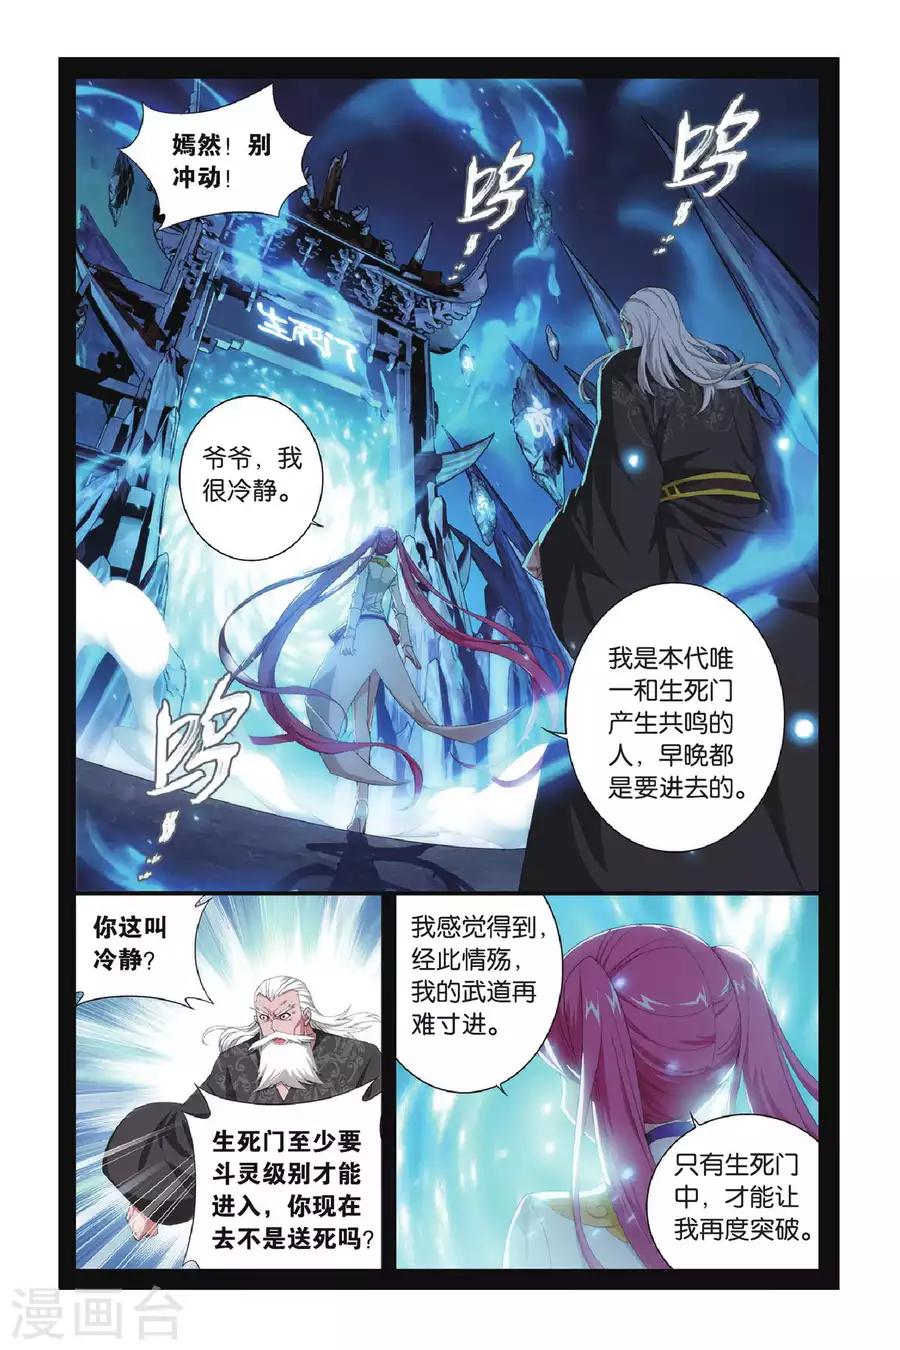 嫣然！别
冲动！
呜
呜
生死门
爷爷，我
很冷静。
我是本代唯
一和生死门
产生共鸣的
人，早晚都
是要进去的。
呜
你这叫
冷静？
生死门至少要
斗灵级别才能
进入，你现在
去不是送死吗？
我感觉得到，
经此情殇，
我的武道再
难寸进。
只有生死门
中，才能让
我再度突破。
漫画台